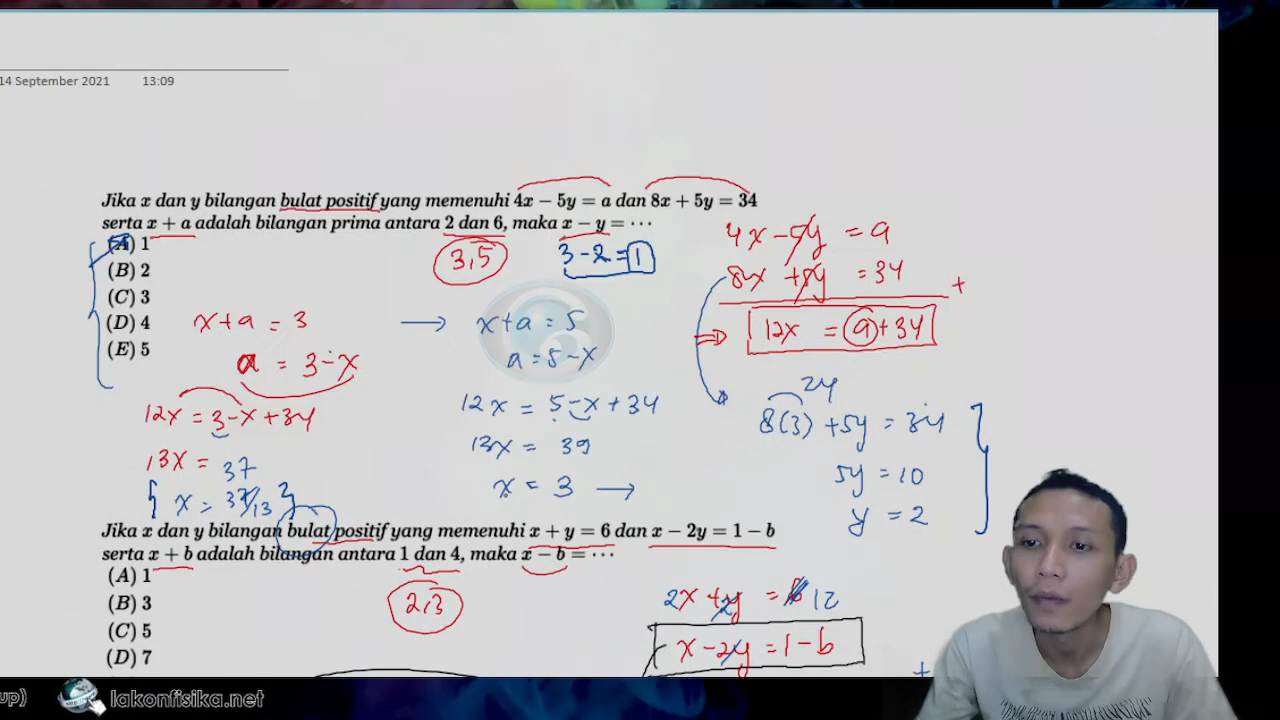 14 September 2021 13:09
Jika x dan y bilangan bulat positif yang memenuhi 4x − 5y = a dan 8x + 5y = 34
serta x + a adalah bilangan prima antara 2 dan 6, maka x − y = ⋯
(A) 1
(B) 2
(C) 3
(D) 4
(E) 5
3,5
3 - 2 = 1
4x - 5y = a
8x + 5y = 34
+
12x = a + 34
x + a = 3
a = 3 - x
12x = 3 - x + 34
13x = 37
x = 37/13
x + a = 5
a = 5 - x
12x = 5 - x + 34
13x = 39
x = 3
24
8(3) + 5y = 34
5y = 10
y = 2
Jika x dan y bilangan bulat positif yang memenuhi x + y = 6 dan x − 2y = 1 − b
serta x + b adalah bilangan antara 1 dan 4, maka x − b = ⋯
(A) 1
(B) 3
(C) 5
(D) 7
2,3
2x + 2y = 12
x - 2y = 1 - b
+
up)
lakonfisika.net